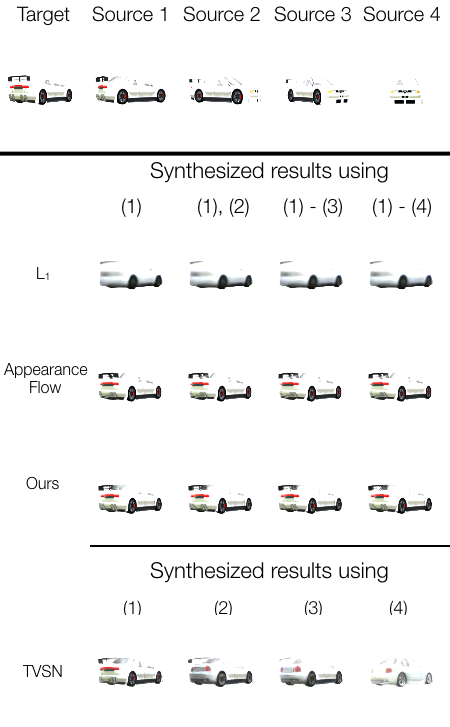 Target Source 1 Source 2 Source 3 Source 4
Synthesized results using
(1) (1), (2) (1) - (3) (1) - (4)
L₁
Appearance
Flow
Ours
Synthesized results using
(1) (2) (3) (4)
TVSN